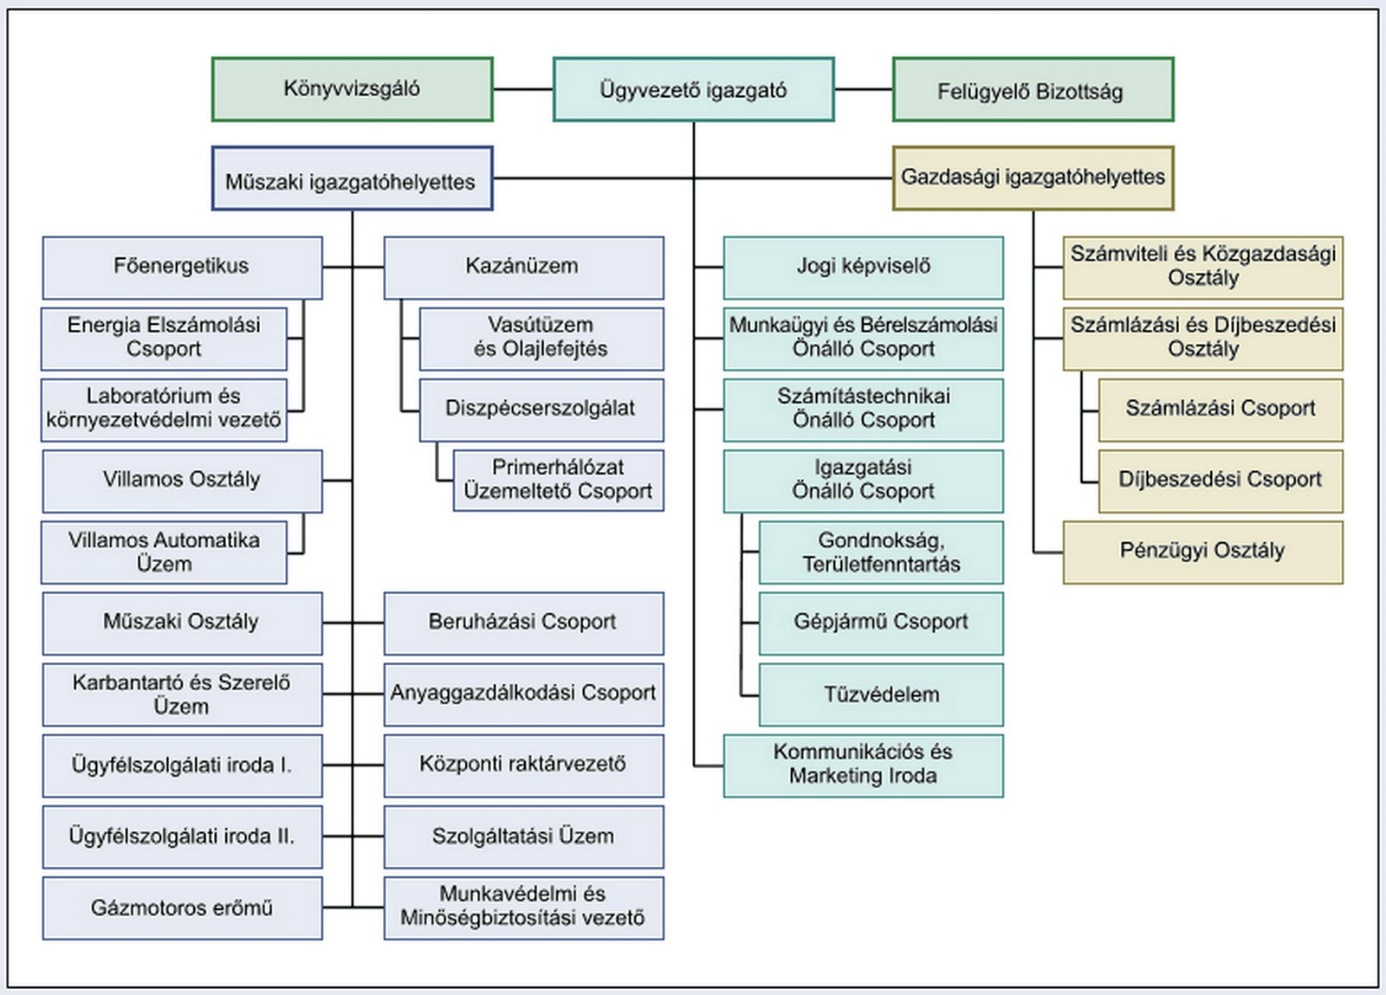 Könyvvizsgáló
Ügyvezető igazgató
Felügyelő Bizottság
Műszaki igazgatóhelyettes
Gazdasági igazgatóhelyettes
Főenergetikus
Energia Elszámolási
Csoport
Laboratórium és
környezetvédelmi vezető
Villamos Osztály
Villamos Automatika
Üzem
Műszaki Osztály
Karbantartó és Szerelő
Üzem
Ügyfélszolgálati iroda I.
Ügyfélszolgálati iroda II.
Gázmotoros erőmű
Kazánüzem
Vasútüzem
és Olajlefejtés
Diszpécserszolgálat
Primerhálózat
Üzemeltető Csoport
Beruházási Csoport
Anyaggazdálkodási Csoport
Központi raktárvezető
Szolgáltatási Üzem
Munkavédelmi és
Minőségbiztosítási vezető
Jogi képviselő
Munkaügyi és Bérelszámolási
Önálló Csoport
Számítástechnikai
Önálló Csoport
Igazgatási
Önálló Csoport
Gondnokság,
Területfenntartás
Gépjármű Csoport
Tűzvédelem
Kommunikációs és
Marketing Iroda
Számviteli és Közgazdasági
Osztály
Számlázási és Díjbeszedési
Osztály
Számlázási Csoport
Díjbeszedési Csoport
Pénzügyi Osztály